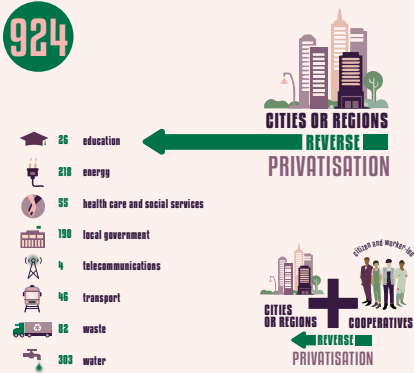 924
CITIES OR REGIONS
REVERSE
PRIVATISATION
26 education
218 energy
55 health care and social services
190 local government
4 telecommunications
46 transport
82 waste
303 water
Citizen and Worker-led
CITIES
OR REGIONS
COOPERATIVES
REVERSE
PRIVATISATION